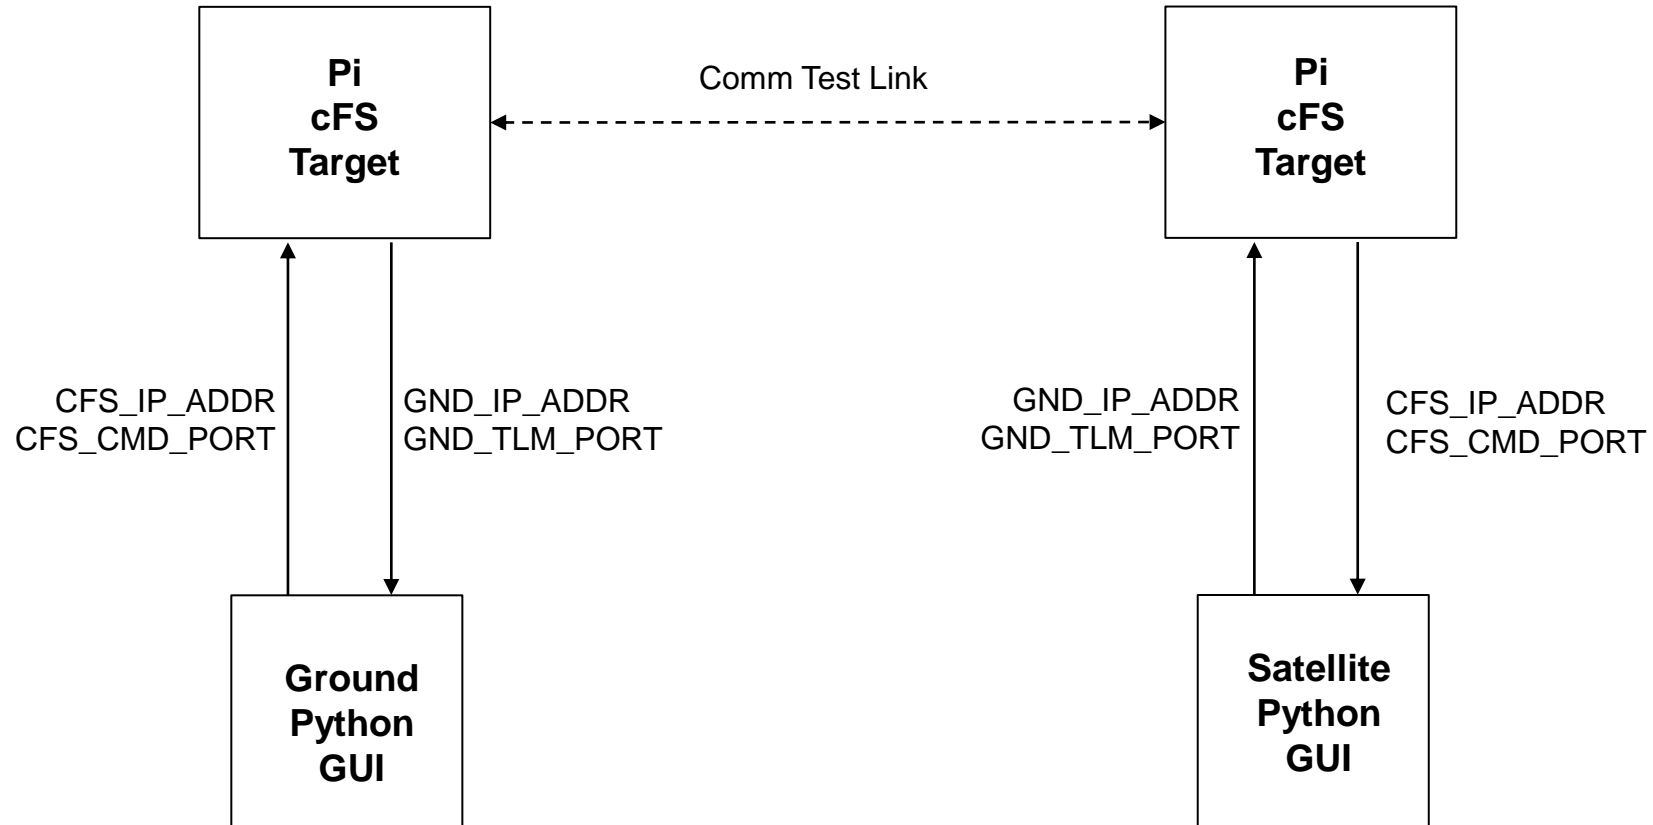 Pi
cFS
Target
Comm Test Link
Pi
cFS
Target
CFS_IP_ADDR
CFS_CMD_PORT
GND_IP_ADDR
GND_TLM_PORT
GND_IP_ADDR
GND_TLM_PORT
CFS_IP_ADDR
CFS_CMD_PORT
Ground
Python
GUI
Satellite
Python
GUI